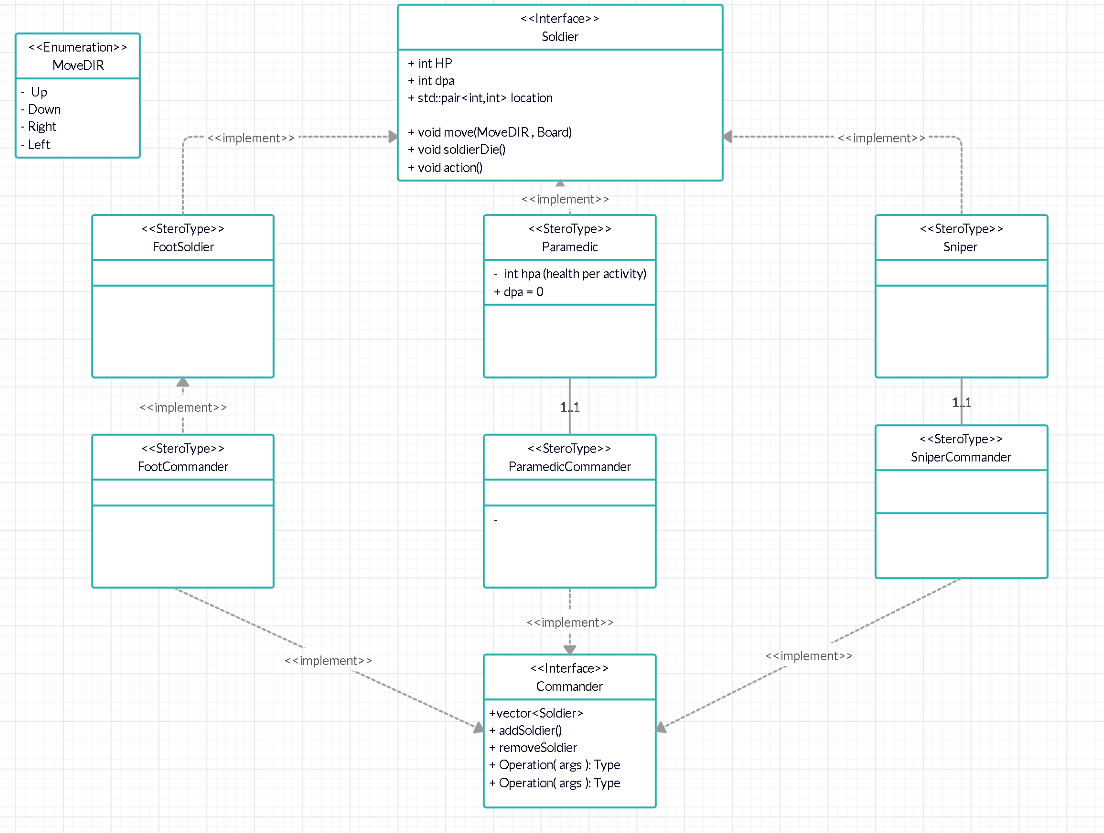 <<Enumeration>>
MoveDIR
- Up
- Down
- Right
- Left
<<Interface>>
Soldier
+ int HP
+ int dpa
+ std::pair<int,int> location
+ void move(MoveDIR , Board)
+ void soldierDie()
+ void action()
<<implement>>
<<implement>>
<<implement>>
<<SteroType>>
FootSoldier
<<SteroType>>
Paramedic
- int hpa (health per activity)
+ dpa = 0
<<SteroType>>
Sniper
<<implement>>
1..1
1..1
<<SteroType>>
FootCommander
<<SteroType>>
ParamedicCommander
-
<<SteroType>>
SniperCommander
<<implement>>
<<implement>>
<<implement>>
<<Interface>>
Commander
+vector<Soldier>
+ addSoldier()
+ removeSoldier
+ Operation( args ): Type
+ Operation( args ): Type